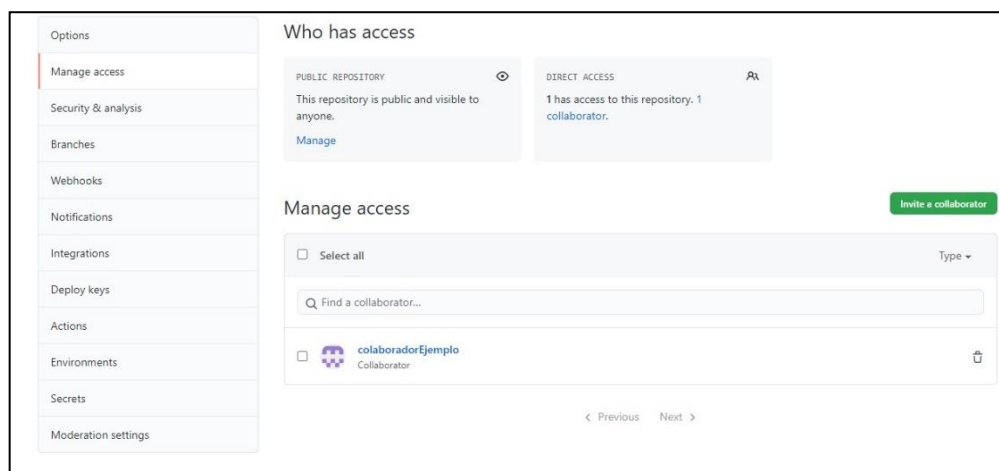 Options
Manage access
Security & analysis
Branches
Webhooks
Notifications
Integrations
Deploy keys
Actions
Environments
Secrets
Moderation settings
Who has access
PUBLIC REPOSITORY
This repository is public and visible to
anyone.
Manage
DIRECT ACCESS
1 has access to this repository. 1
collaborator.
Manage access
Invite a collaborator
Select all
Type
Find a collaborator...
colaboradorEjemplo
Collaborator
Previous Next